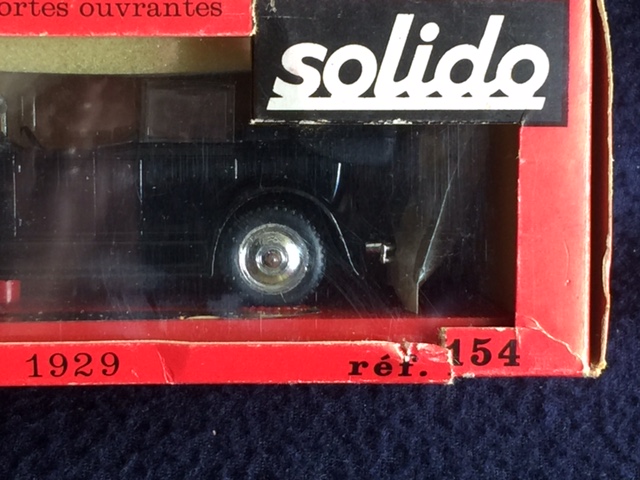 ortes ouvrantes
solido
1929 réf. 154